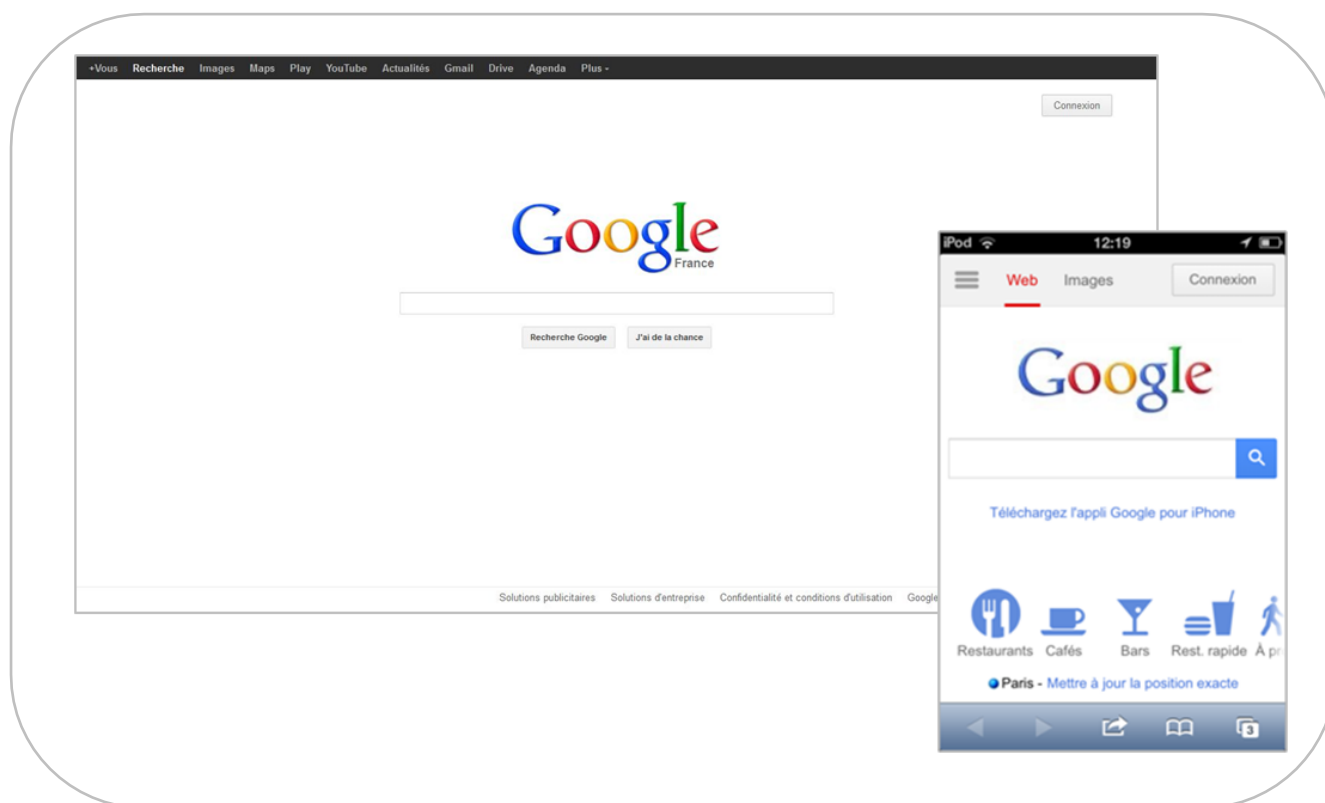 +Vous Recherche Images Maps Play YouTube Actualités Gmail Drive Agenda Plus
Connexion
Google
France
Recherche Google J'ai de la chance
Solutions publicitaires Solutions d'entreprise Confidentialité et conditions d'utilisation Google
iPod 12:19
Web Images Connexion
Google
Téléchargez l'appli Google pour iPhone
Restaurants Cafés Bars Rest. rapide À pr
Paris - Mettre à jour la position exacte
3